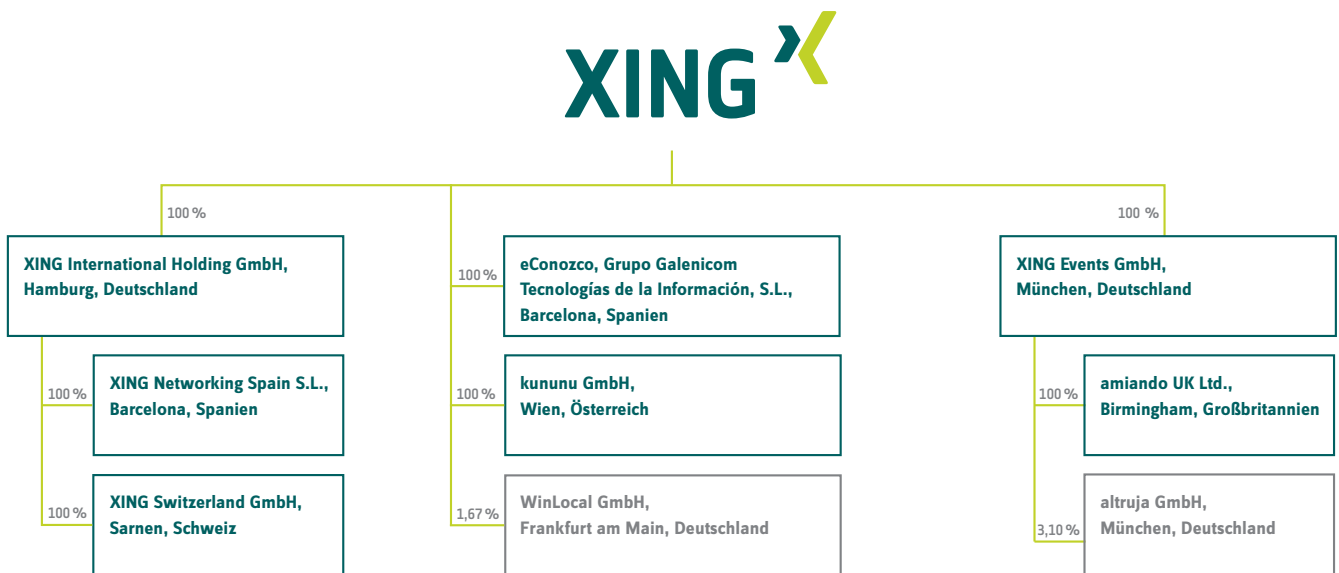 XING
100 %
XING International Holding GmbH,
Hamburg, Deutschland
100 %
XING Networking Spain S.L.,
Barcelona, Spanien
100 %
XING Switzerland GmbH,
Sarnen, Schweiz
100 %
eConozco, Grupo Galenicom
Tecnologías de la Información, S.L.,
Barcelona, Spanien
100 %
kununu GmbH,
Wien, Österreich
1,67 %
WinLocal GmbH,
Frankfurt am Main, Deutschland
100 %
XING Events GmbH,
München, Deutschland
100 %
amiando UK Ltd.,
Birmingham, Großbritannien
3,10 %
altruja GmbH,
München, Deutschland